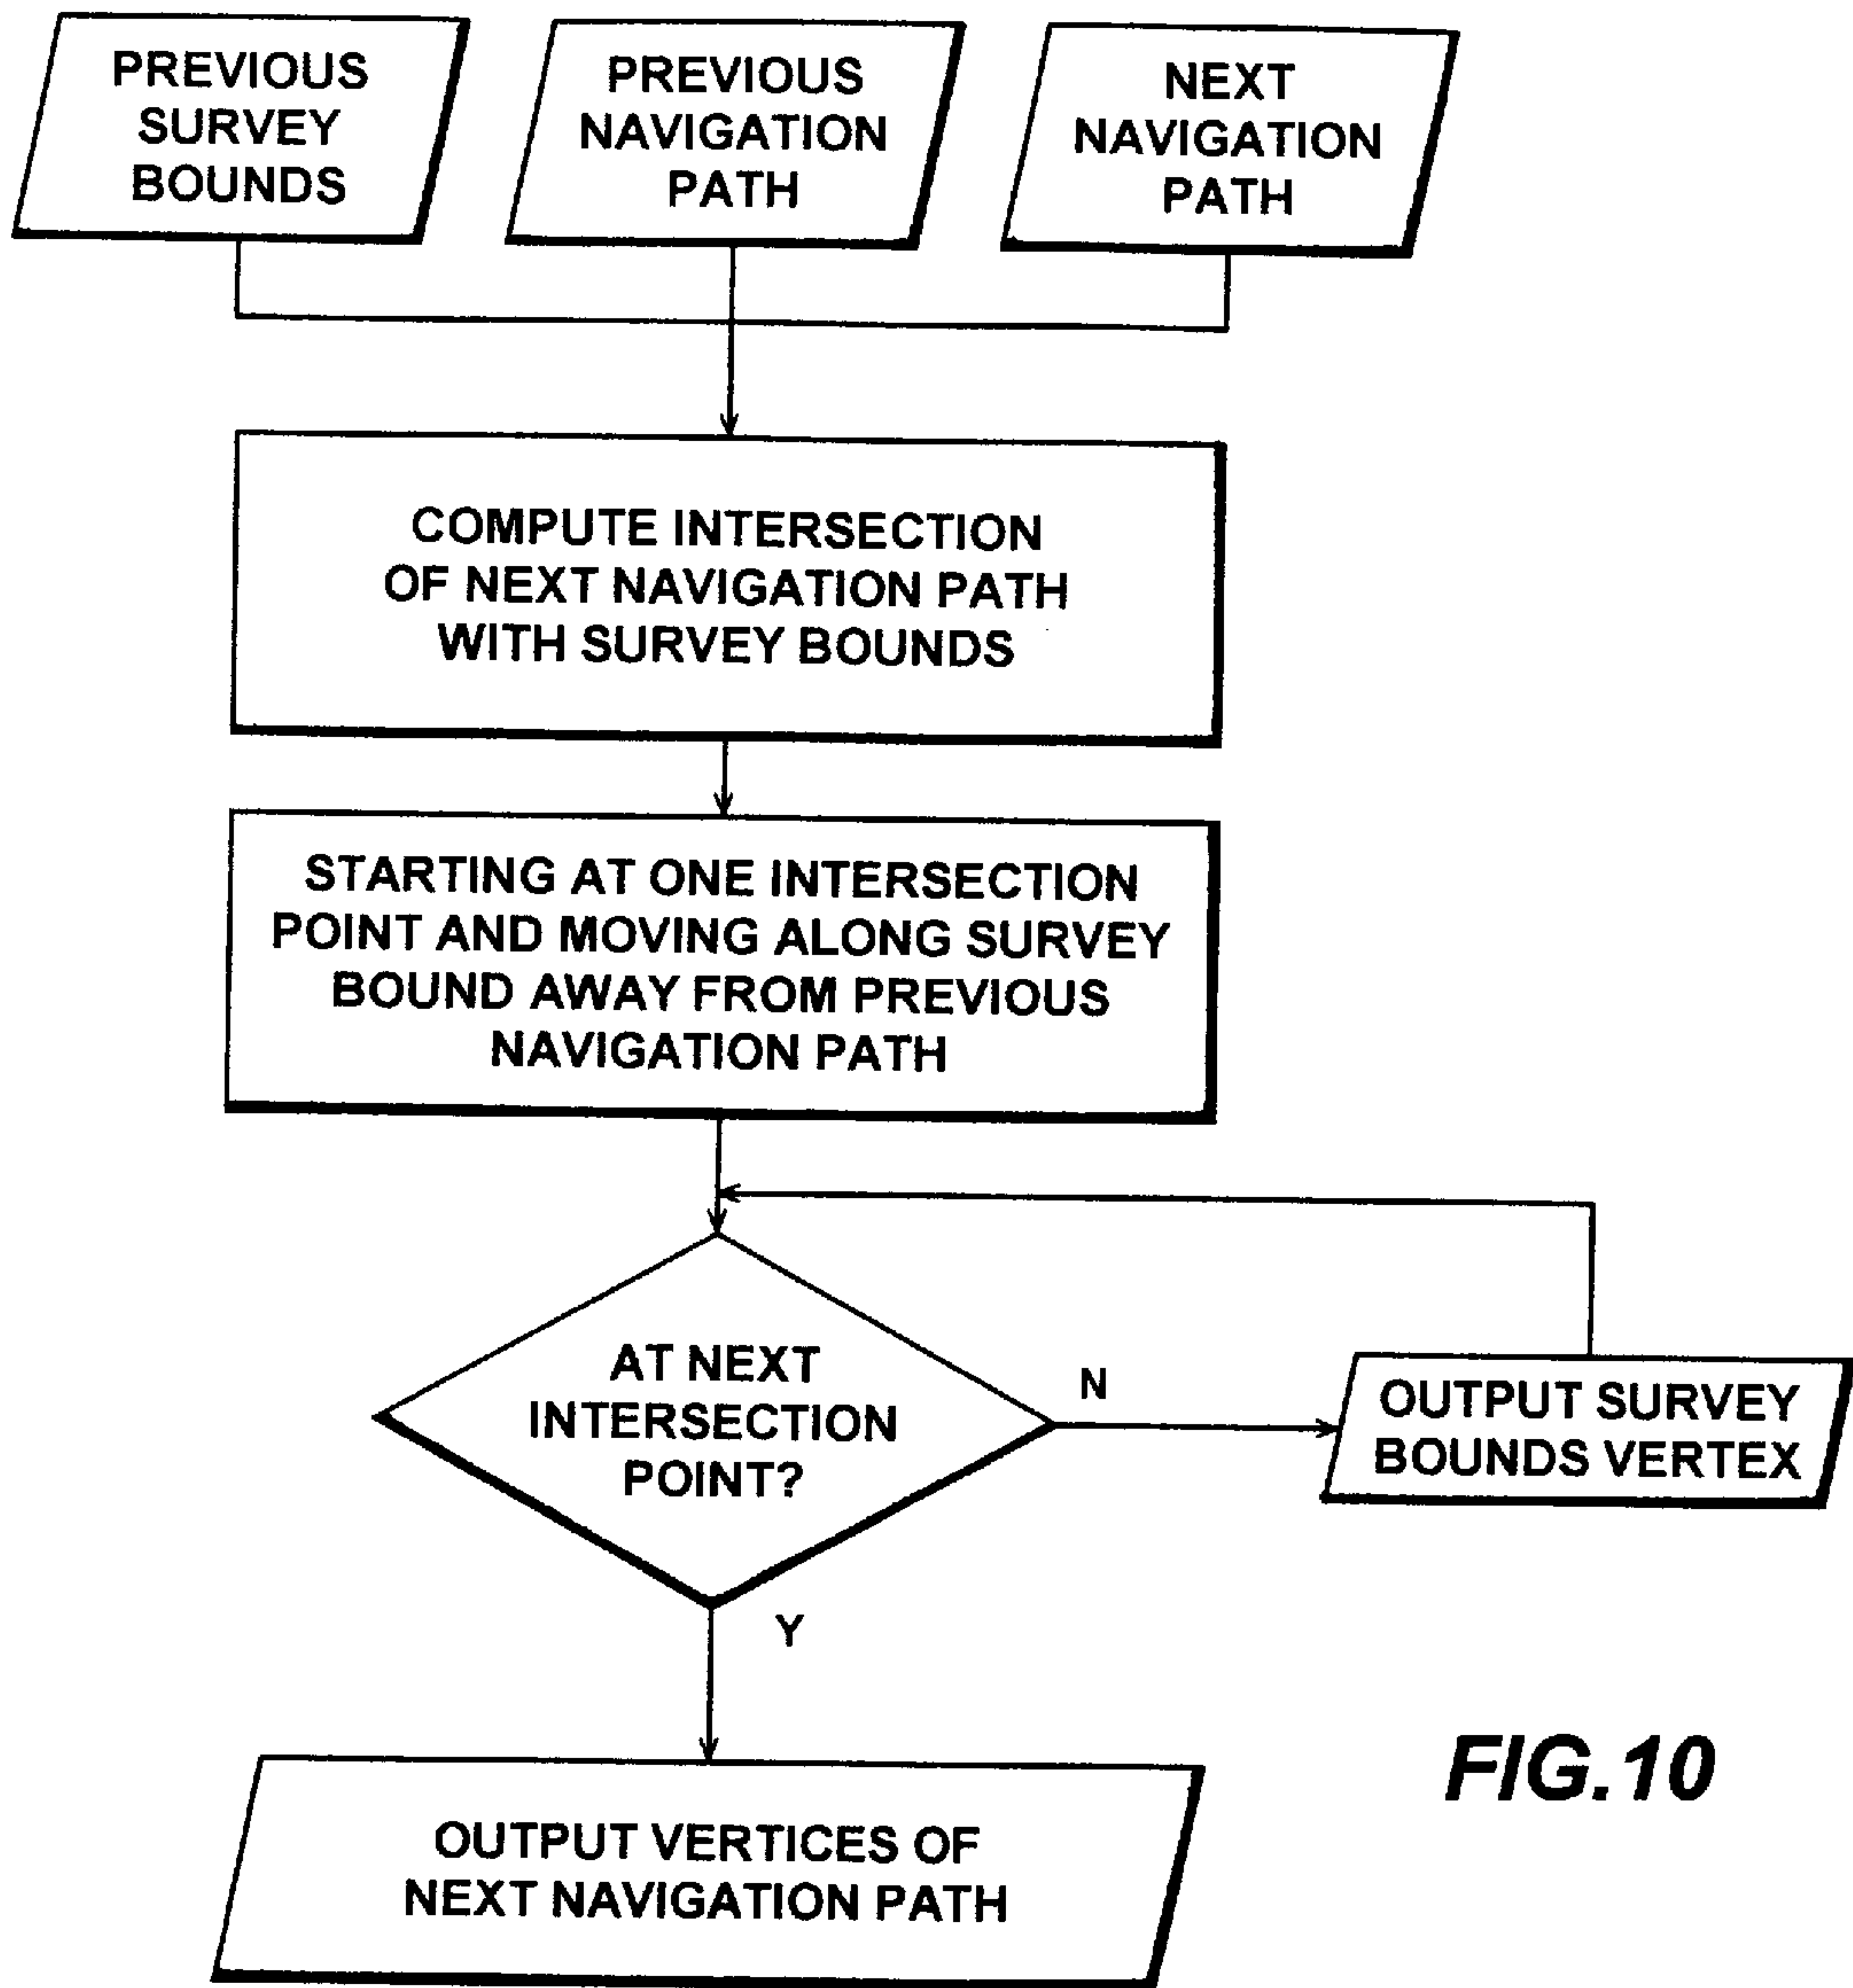 PREVIOUS
SURVEY
BOUNDS
PREVIOUS
NAVIGATION
PATH
NEXT
NAVIGATION
PATH
COMPUTE INTERSECTION
OF NEXT NAVIGATION PATH
WITH SURVEY BOUNDS
STARTING AT ONE INTERSECTION
POINT AND MOVING ALONG SURVEY
BOUND AWAY FROM PREVIOUS
NAVIGATION PATH
AT NEXT
INTERSECTION
POINT?
N
OUTPUT SURVEY
BOUNDS VERTEX
Y
OUTPUT VERTICES OF
NEXT NAVIGATION PATH
FIG.10